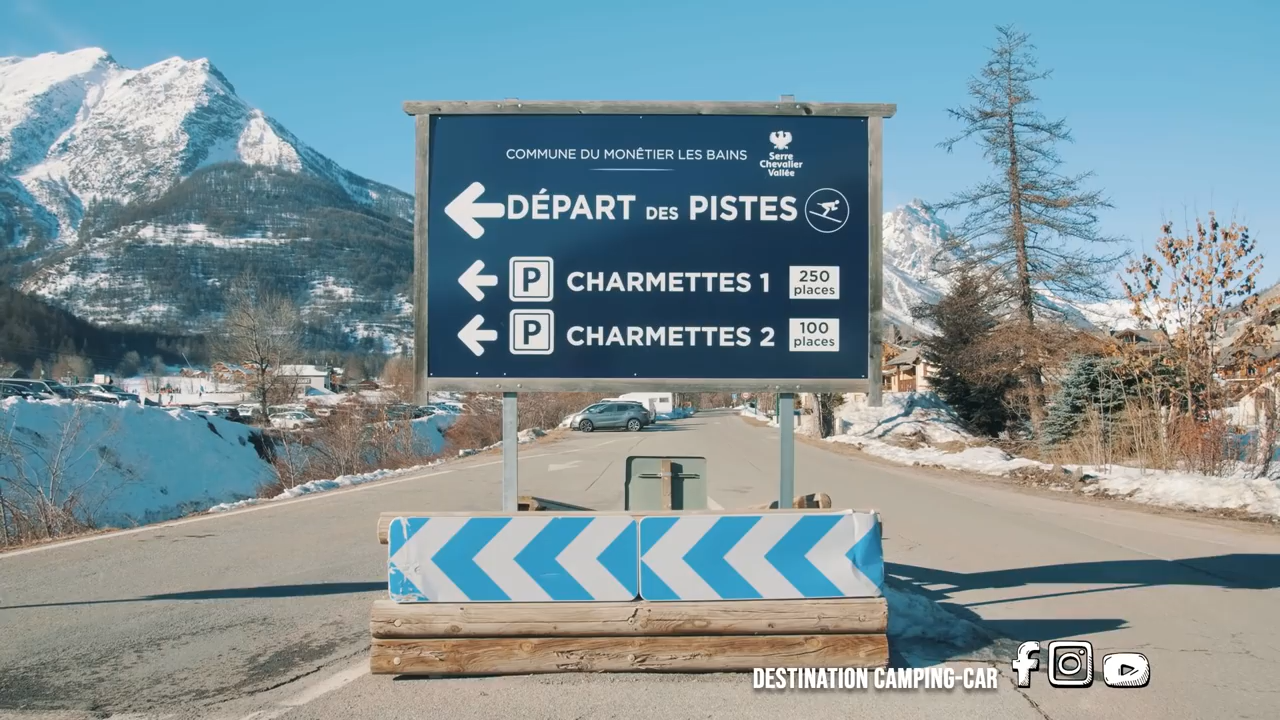 COMMUNE DU MONÊTIER LES BAINS
Serre
Chevalier
Vallée
DÉPART DES PISTES
P CHARMETTES 1 250 places
P CHARMETTES 2 100 places
DESTINATION CAMPING-CAR